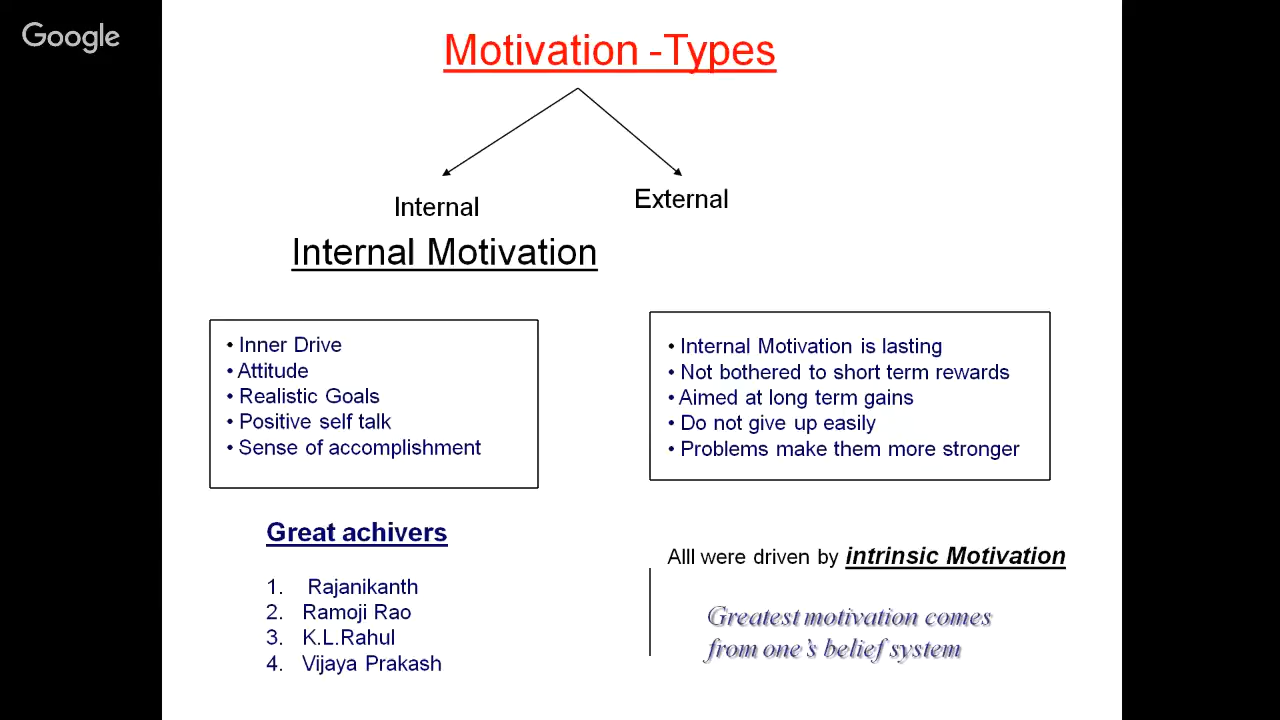 Google
Motivation -Types
Internal
External
Internal Motivation
• Inner Drive
• Attitude
• Realistic Goals
• Positive self talk
• Sense of accomplishment
• Internal Motivation is lasting
• Not bothered to short term rewards
• Aimed at long term gains
• Do not give up easily
• Problems make them more stronger
Great achivers
1. Rajanikanth
2. Ramoji Rao
3. K.L.Rahul
4. Vijaya Prakash
Alll were driven by intrinsic Motivation
Greatest motivation comes
from one's belief system